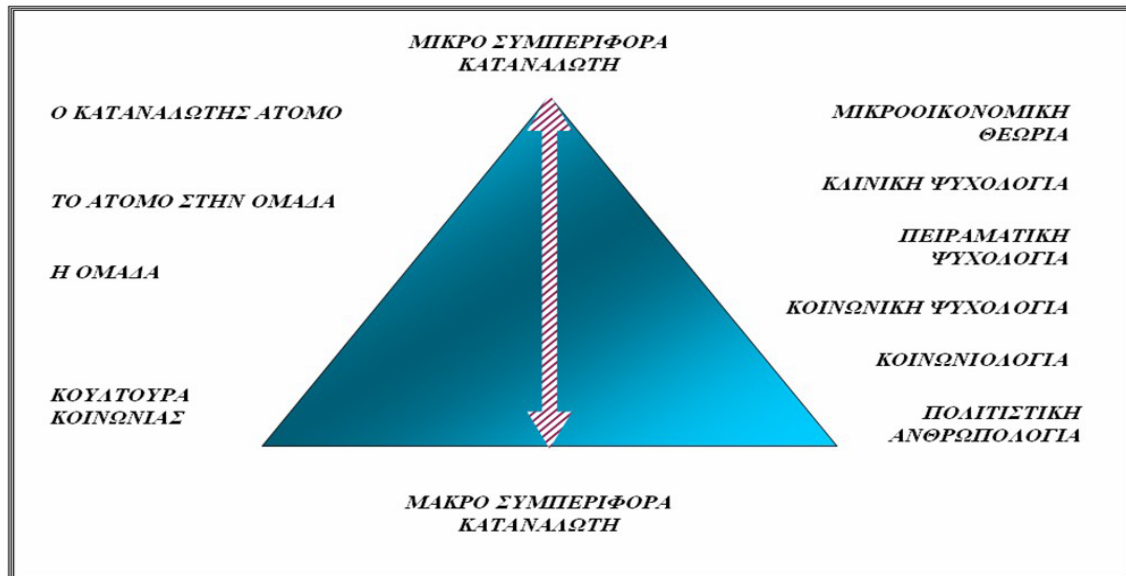 ΜΙΚΡΟ ΣΥΜΠΕΡΙΦΟΡΑ
ΚΑΤΑΝΑΛΩΤΗ
Ο ΚΑΤΑΝΑΛΩΤΗΣ ΑΤΟΜΟ
ΤΟ ΑΤΟΜΟ ΣΤΗΝ ΟΜΑΔΑ
Η ΟΜΑΔΑ
ΚΟΥΛΤΟΥΡΑ
ΚΟΙΝΩΝΙΑΣ
ΜΙΚΡΟΟΙΚΟΝΟΜΙΚΗ
ΘΕΩΡΙΑ
ΚΛΙΝΙΚΗ ΨΥΧΟΛΟΓΙΑ
ΠΕΙΡΑΜΑΤΙΚΗ
ΨΥΧΟΛΟΓΙΑ
ΚΟΙΝΩΝΙΚΗ ΨΥΧΟΛΟΓΙΑ
ΚΟΙΝΩΝΙΟΛΟΓΙΑ
ΠΟΛΙΤΙΣΤΙΚΗ
ΑΝΘΡΩΠΟΛΟΓΙΑ
ΜΑΚΡΟ ΣΥΜΠΕΡΙΦΟΡΑ
ΚΑΤΑΝΑΛΩΤΗ